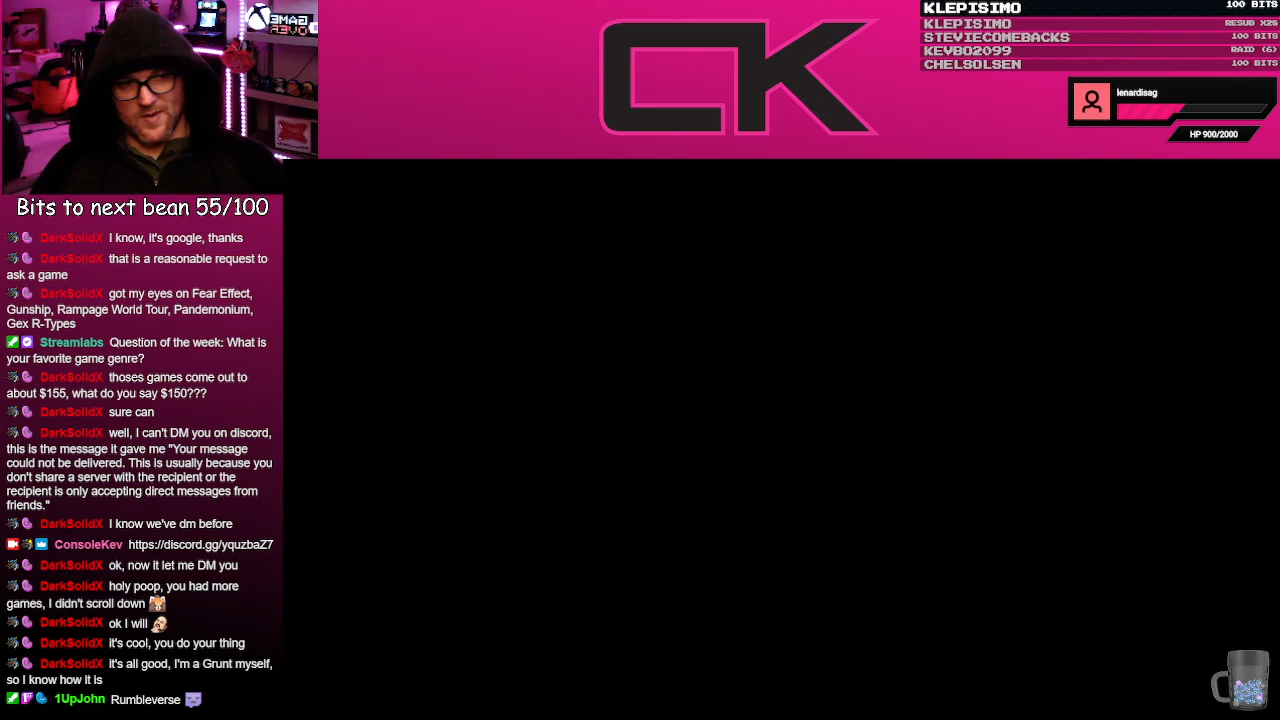 GAME
OVER
CK
KLEPISIMO 100 BITS
KLEPISIMO RESUB X26
STEVIECOMEBACKS 100 BITS
KEVBO2099 RAID (6)
CHELSOLSEN 100 BITS
lenardisag
HP 900/2000
Bits to next bean 55/100
DarkSolidX I know, it's google, thanks
DarkSolidX that is a reasonable request to
ask a game
DarkSolidX got my eyes on Fear Effect,
Gunship, Rampage World Tour, Pandemonium,
Gex R-Types
Streamlabs Question of the week: What is
your favorite game genre?
DarkSolidX thoses games come out to
about $155, what do you say $150???
DarkSolidX sure can
DarkSolidX well, I can't DM you on discord,
this is the message it gave me "Your message
could not be delivered. This is usually because you
don't share a server with the recipient or the
recipient is only accepting direct messages from
friends."
DarkSolidX I know we've dm before
ConsoleKev https://discord.gg/yquzbaZ7
DarkSolidX ok, now it let me DM you
DarkSolidX holy poop, you had more
games, I didn't scroll down
DarkSolidX ok I will
DarkSolidX it's cool, you do your thing
DarkSolidX it's all good, I'm a Grunt myself,
so I know how it is
1UpJohn Rumbleverse